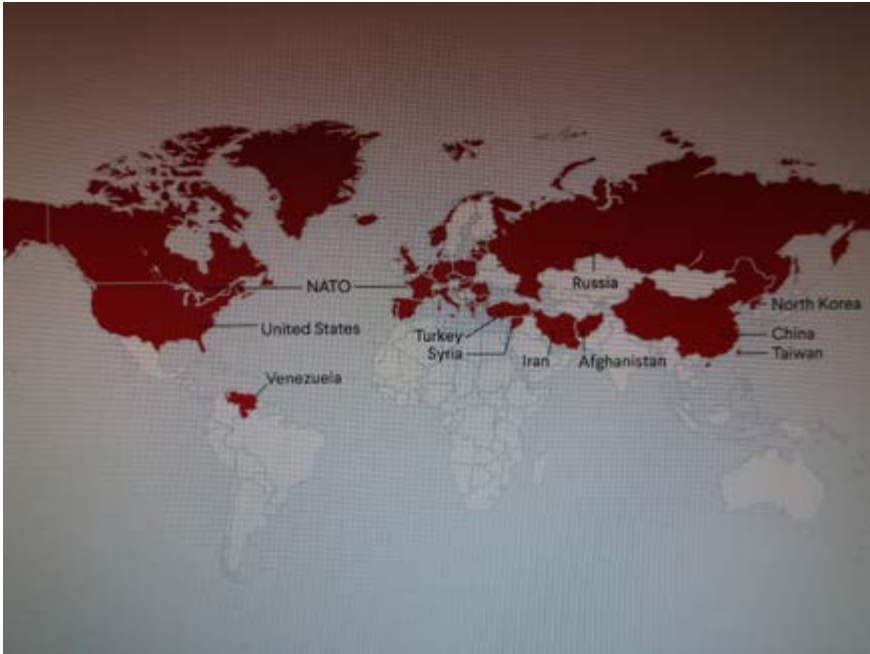 NATO
Russia
North Korea
United States
China
Turkey
Syria
Iran
Afghanistan
Taiwan
Venezuela